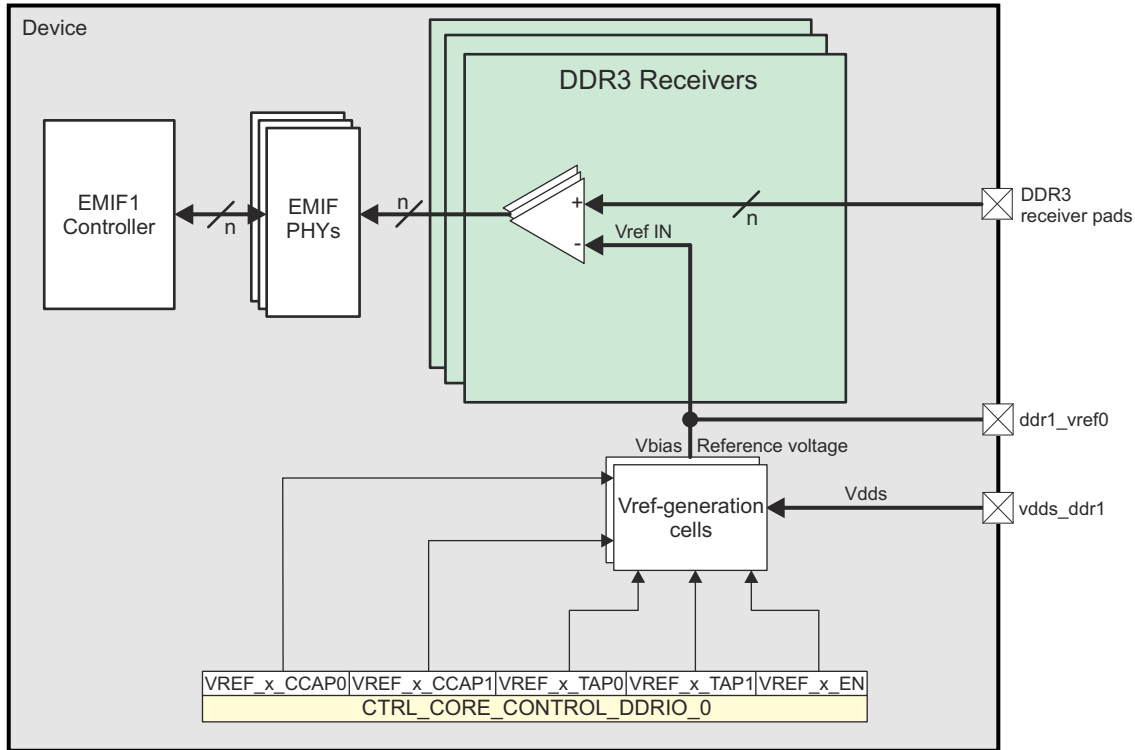 Device
DDR3 Receivers
EMIF1
Controller
n
EMIF
PHYs
n
+
-
Vref IN
n
DDR3
receiver pads
ddr1_vref0
Vbias
Reference voltage
Vref-generation
cells
Vdds
vdds_ddr1
VREF_x_CCAP0
VREF_x_CCAP1
VREF_x_TAP0
VREF_x_TAP1
VREF_x_EN
CTRL_CORE_CONTROL_DDRIO_0